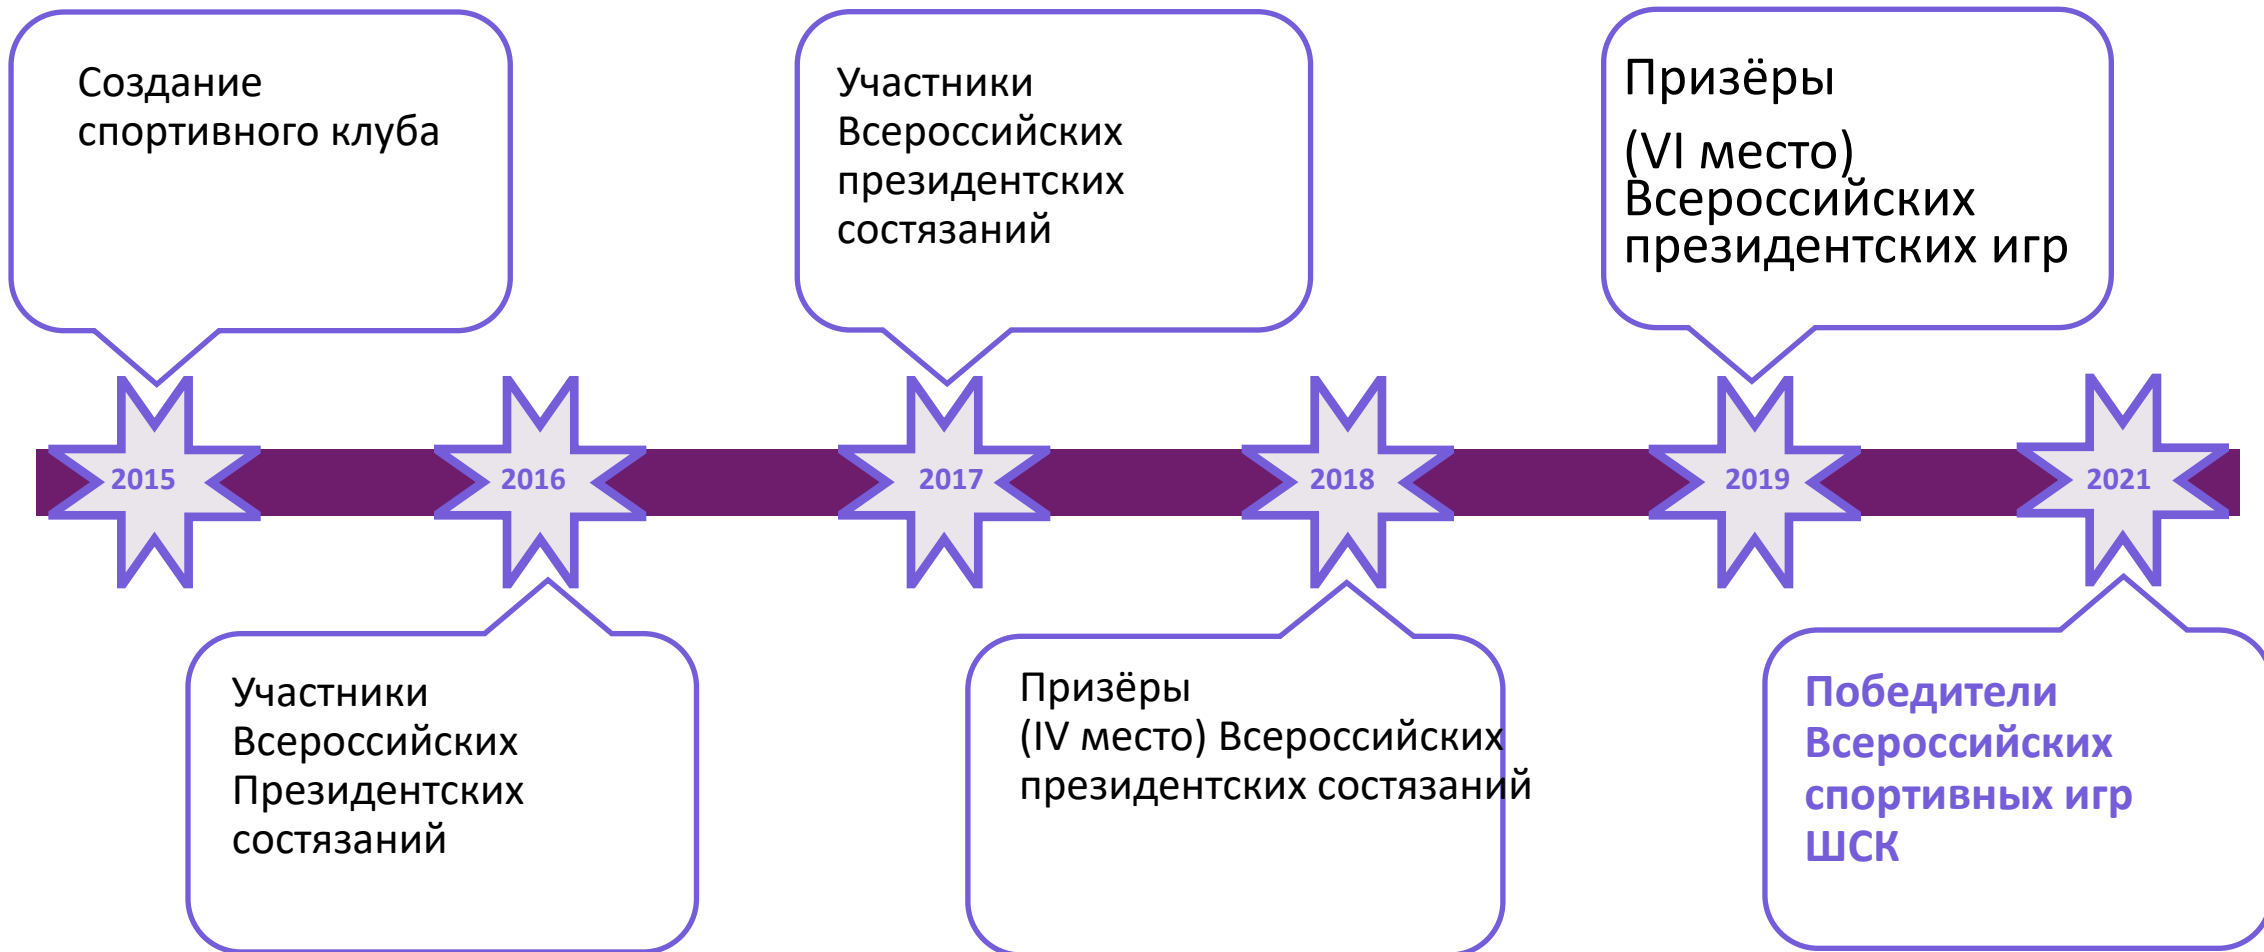 Создание
спортивного клуба
Участники
Всероссийских
президентских
состязаний
Призёры
(VI место)
Всероссийских
президентских игр
2015
2016
2017
2018
2019
2021
Участники
Всероссийских
Президентских
состязаний
Призёры
(IV место) Всероссийских
президентских состязаний
Победители
Всероссийских
спортивных игр
ШСК